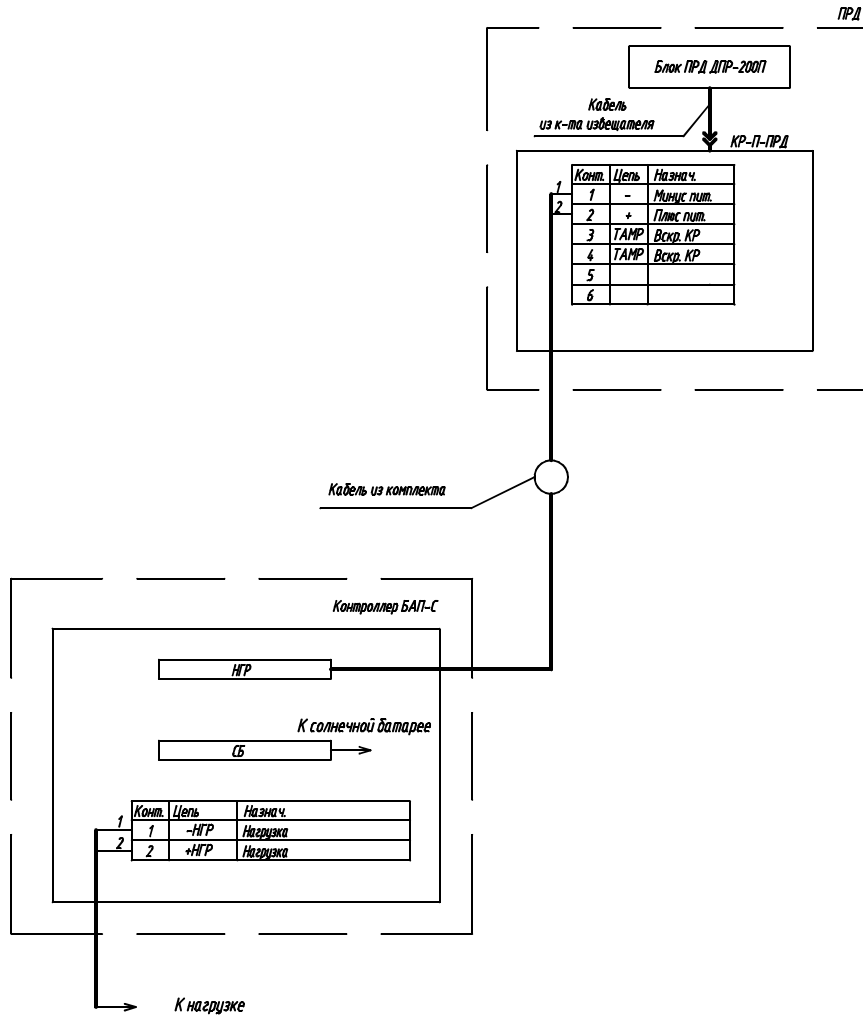 ПРД
Блок ПРД ДПР-200П
Кабель
из к-та извещателя
КР-П-ПРД
Конт. Цепь Назнач.
1 1 - Минус пит.
2 2 + Плюс пит.
3 ТАМР Вскр. КР
4 ТАМР Вскр. КР
5
6
Кабель из комплекта
Контроллер БАП-С
НГР
К солнечной батарее
СБ
Конт. Цепь Назнач.
1 1 -НГР Нагрузка
2 2 +НГР Нагрузка
К нагрузке